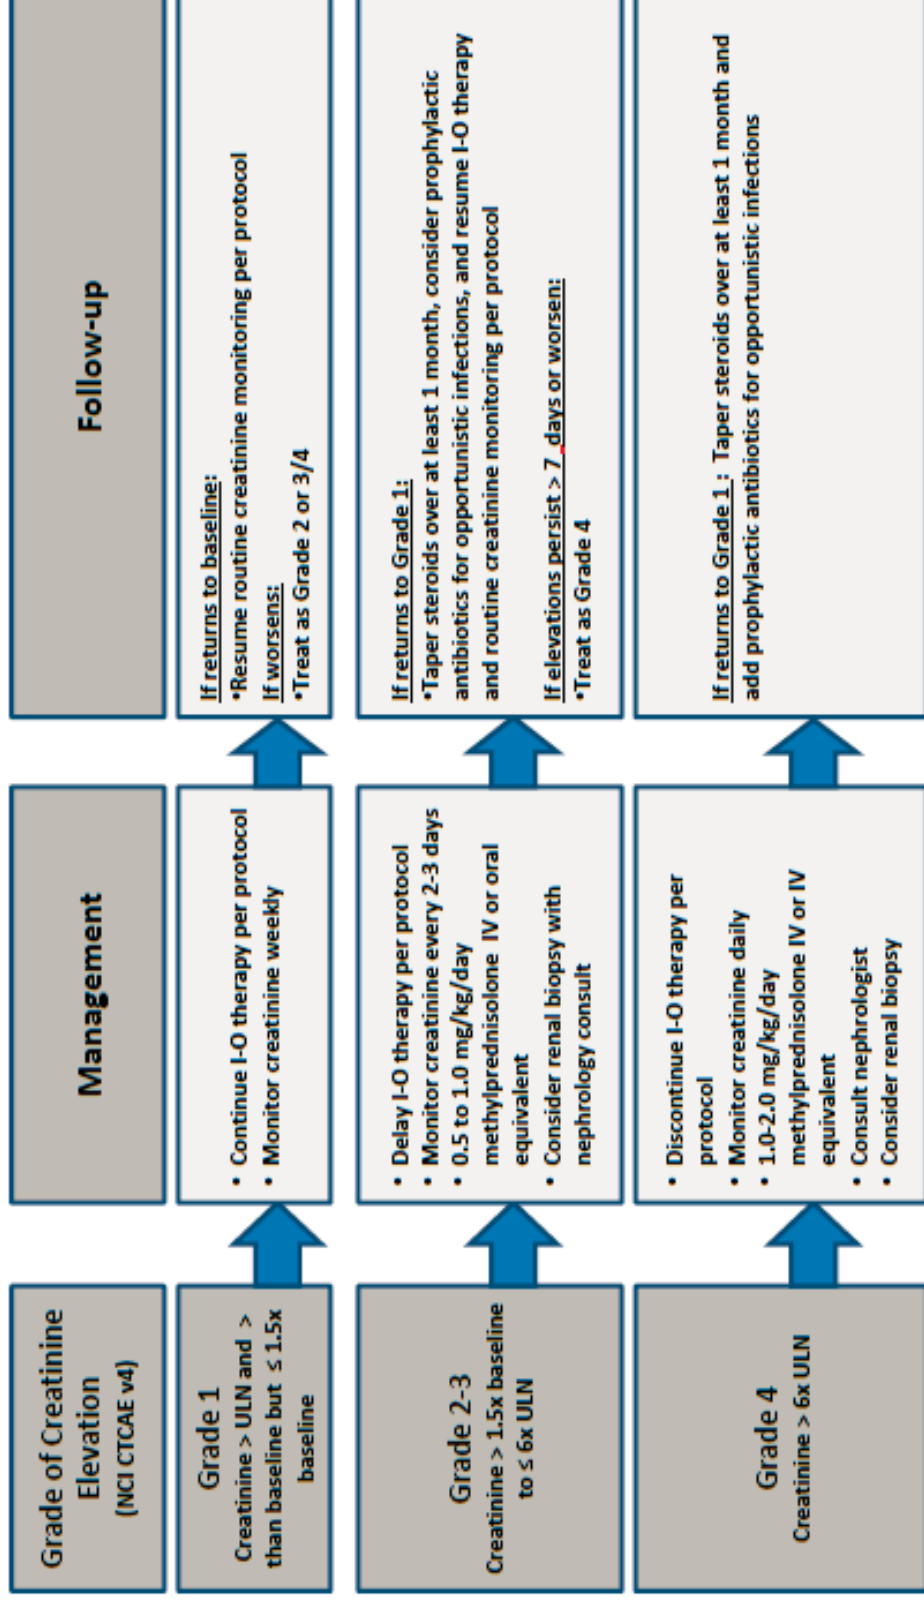 Grade of Creatinine
Elevation
(NCI CTCAE v4)
Management
Follow-up
Grade 1
Creatinine > ULN and >
than baseline but ≤ 1.5x
baseline
• Continue I-O therapy per protocol
• Monitor creatinine weekly
If returns to baseline:
•Resume routine creatinine monitoring per protocol
If worsens:
•Treat as Grade 2 or 3/4
Grade 2-3
Creatinine > 1.5x baseline
to ≤ 6x ULN
• Delay I-O therapy per protocol
• Monitor creatinine every 2-3 days
• 0.5 to 1.0 mg/kg/day
methylprednisolone IV or oral
equivalent
• Consider renal biopsy with
nephrology consult
If returns to Grade 1:
•Taper steroids over at least 1 month, consider prophylactic
antibiotics for opportunistic infections, and resume I-O therapy
and routine creatinine monitoring per protocol
If elevations persist > 7 days or worsen:
•Treat as Grade 4
Grade 4
Creatinine > 6x ULN
• Discontinue I-O therapy per
protocol
• Monitor creatinine daily
• 1.0-2.0 mg/kg/day
methylprednisolone IV or IV
equivalent
• Consult nephrologist
• Consider renal biopsy
If returns to Grade 1 : Taper steroids over at least 1 month and
add prophylactic antibiotics for opportunistic infections